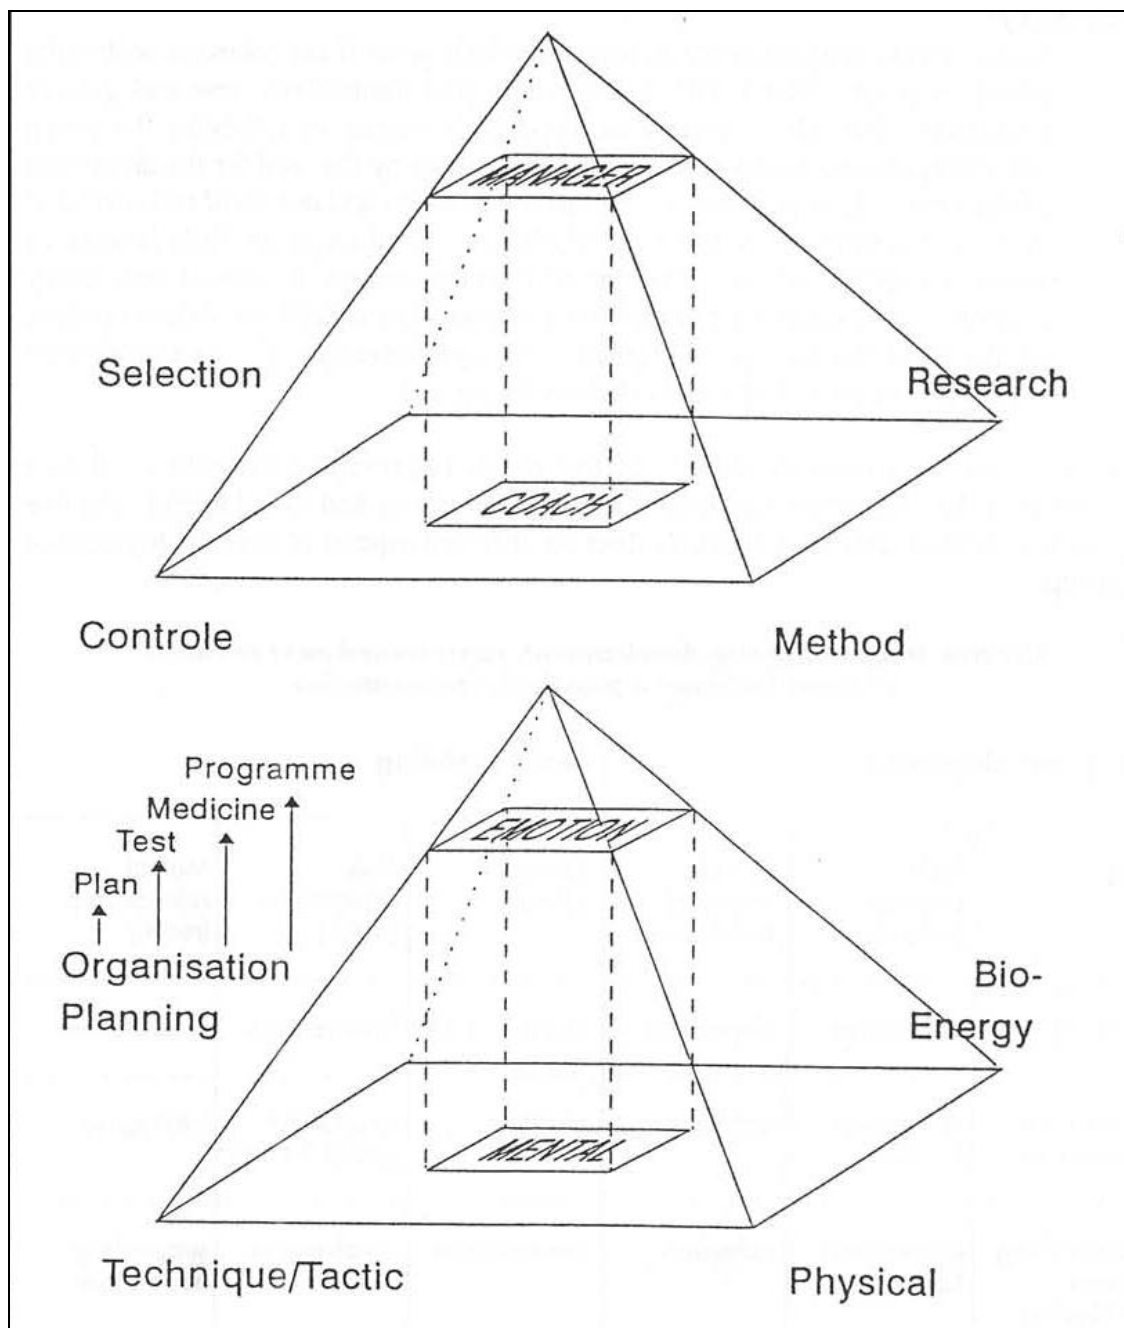 MANAGER
Selection
Research
COACH
Controle
Method
Programme
Medicine
Test
Plan
EMOTION
Organisation
Planning
Bio-
Energy
MENTAL
Technique/Tactic
Physical